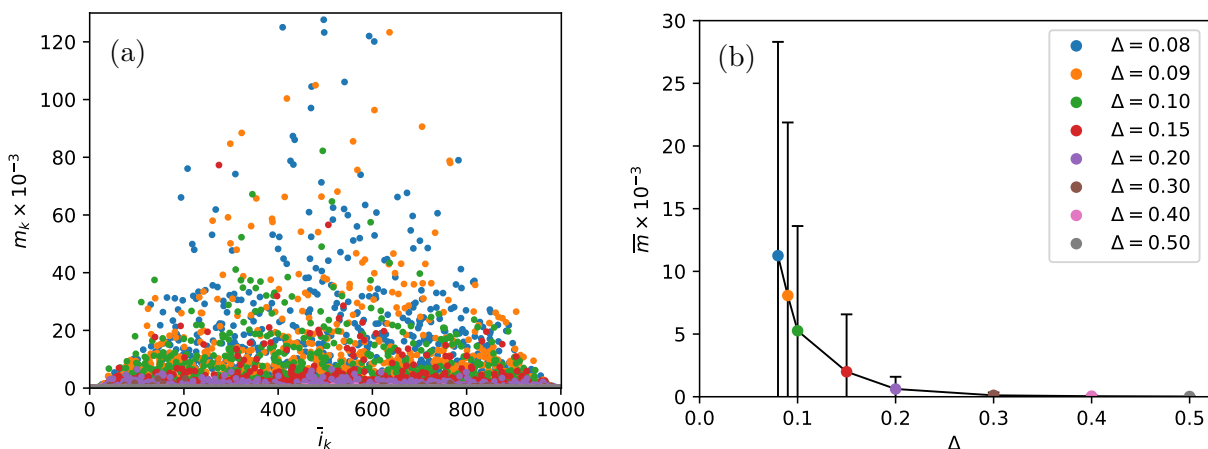 (a)
120
100
80
60
40
20
0
m_k × 10⁻³
0 200 400 600 800 1000
i̅_k
(b)
30
25
20
15
10
5
0
m̅ × 10⁻³
0.0 0.1 0.2 0.3 0.4 0.5
Δ
Δ = 0.08
Δ = 0.09
Δ = 0.10
Δ = 0.15
Δ = 0.20
Δ = 0.30
Δ = 0.40
Δ = 0.50